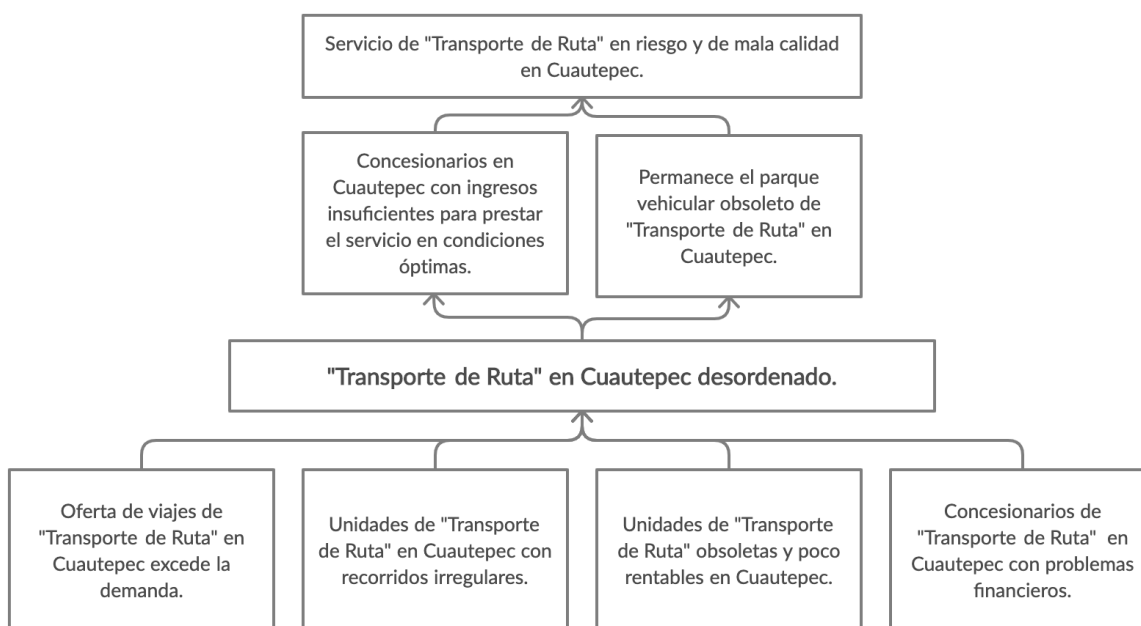 Servicio de "Transporte de Ruta" en riesgo y de mala calidad
en Cuautepec.
Concesionarios en
Cuautepec con ingresos
insuficientes para prestar
el servicio en condiciones
óptimas.
Permanece el parque
vehicular obsoleto de
"Transporte de Ruta" en
Cuautepec.
"Transporte de Ruta" en Cuautepec desordenado.
Oferta de viajes de
"Transporte de Ruta" en
Cuautepec excede la
demanda.
Unidades de "Transporte
de Ruta" en Cuautepec con
recorridos irregulares.
Unidades de "Transporte
de Ruta" obsoletas y poco
rentables en Cuautepec.
Concesionarios de
"Transporte de Ruta" en
Cuautepec con problemas
financieros.